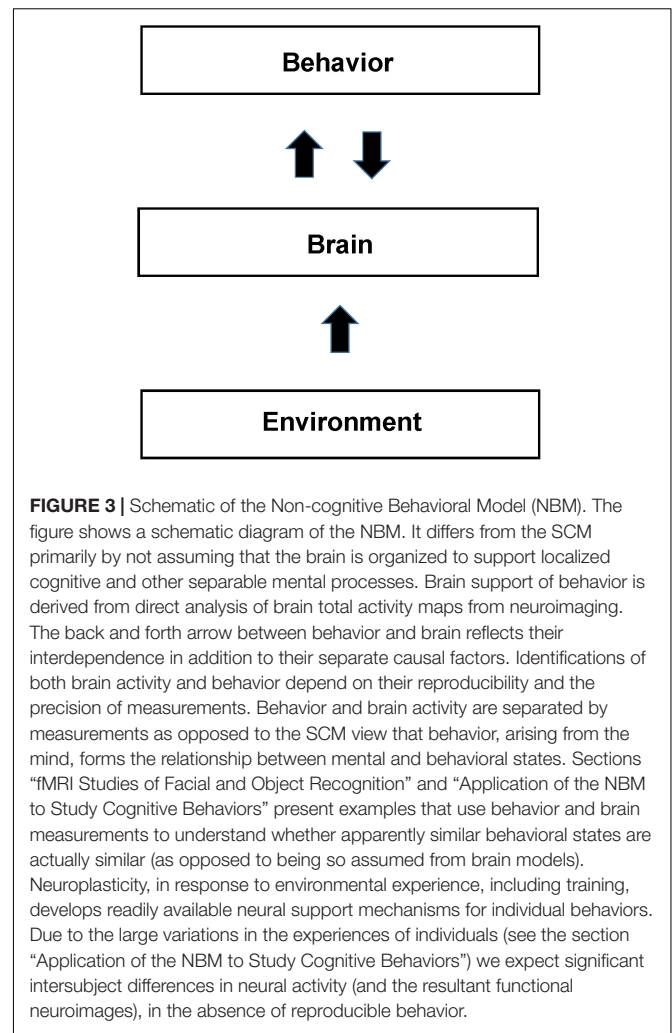 Behavior
Brain
Environment
FIGURE 3 | Schematic of the Non-cognitive Behavioral Model (NBM). The
figure shows a schematic diagram of the NBM. It differs from the SCM
primarily by not assuming that the brain is organized to support localized
cognitive and other separable mental processes. Brain support of behavior is
derived from direct analysis of brain total activity maps from neuroimaging.
The back and forth arrow between behavior and brain reflects their
interdependence in addition to their separate causal factors. Identifications of
both brain activity and behavior depend on their reproducibility and the
precision of measurements. Behavior and brain activity are separated by
measurements as opposed to the SCM view that behavior, arising from the
mind, forms the relationship between mental and behavioral states. Sections
“fMRI Studies of Facial and Object Recognition” and “Application of the NBM
to Study Cognitive Behaviors” present examples that use behavior and brain
measurements to understand whether apparently similar behavioral states are
actually similar (as opposed to being so assumed from brain models).
Neuroplasticity, in response to environmental experience, including training,
develops readily available neural support mechanisms for individual behaviors.
Due to the large variations in the experiences of individuals (see the section
“Application of the NBM to Study Cognitive Behaviors”) we expect significant
intersubject differences in neural activity (and the resultant functional
neuroimages), in the absence of reproducible behavior.